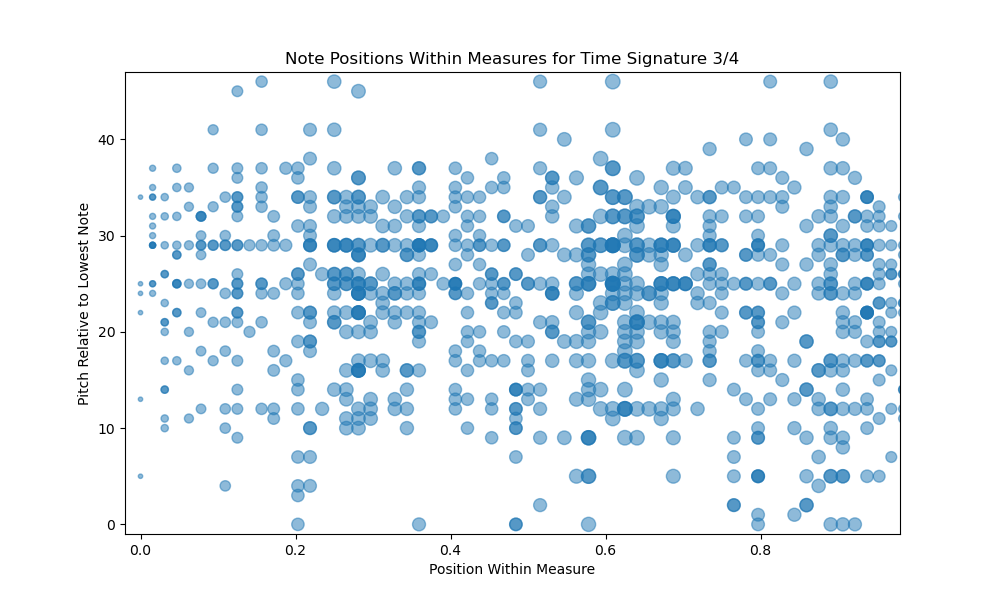 Note Positions Within Measures for Time Signature 3/4
Pitch Relative to Lowest Note
40
30
20
10
0
0.0 0.2 0.4 0.6 0.8
Position Within Measure